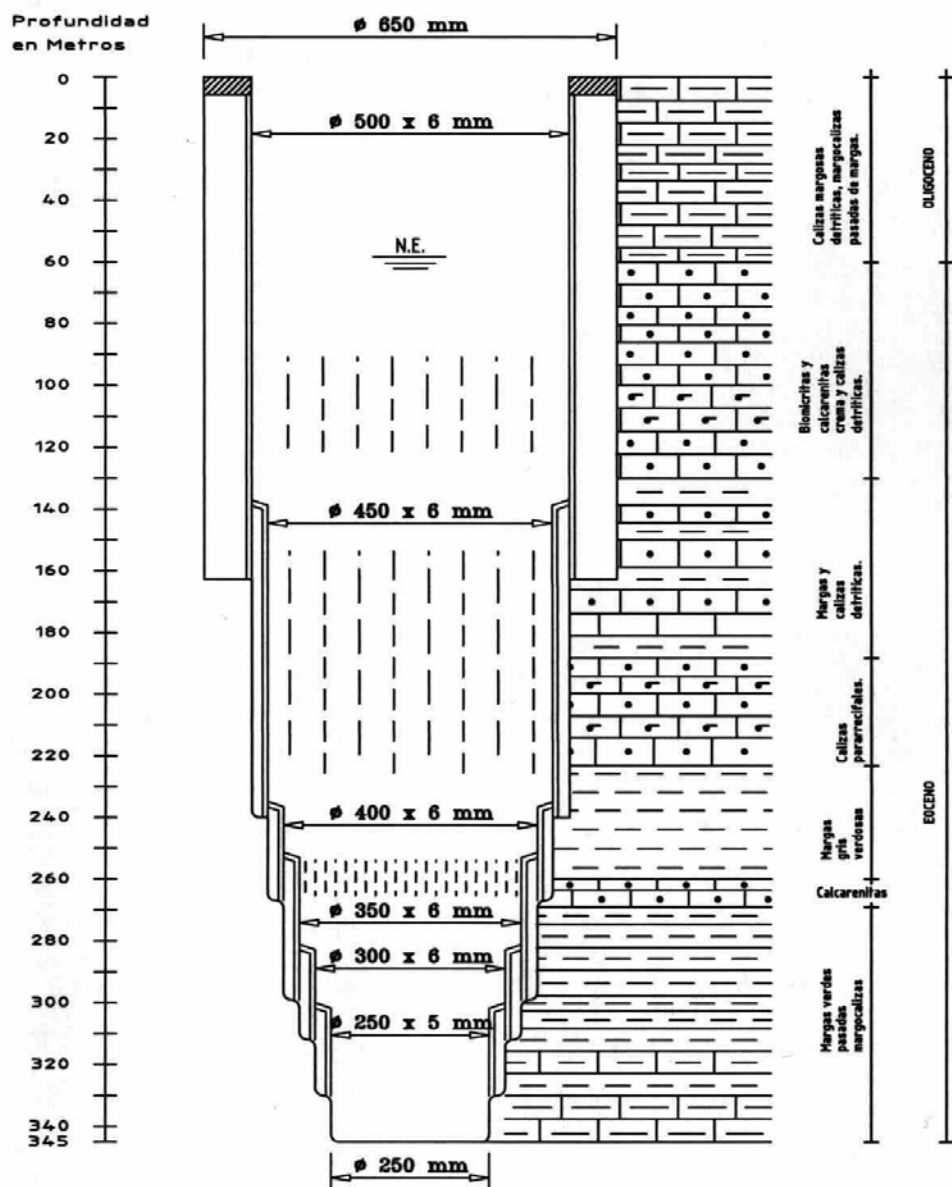 Profundidad
en Metros
ø 650 mm
0
20
40
60
80
100
120
140
160
180
200
220
240
260
280
300
320
340
345
ø 500 x 6 mm
N.E.
ø 450 x 6 mm
ø 400 x 6 mm
ø 350 x 6 mm
ø 300 x 6 mm
ø 250 x 5 mm
ø 250 mm
Calizas margosas
detríticas, margocalizas
pasadas de margas.
Biomicritas y
calcarenitas
crema y calizas
detríticas.
Margas y
calizas
detríticas.
Calizas
pararrecifales.
Margas
gris
verdosas
Calcarenitas
Margas verdes
pasadas
margocalizas
OLIGOCENO
EOCENO